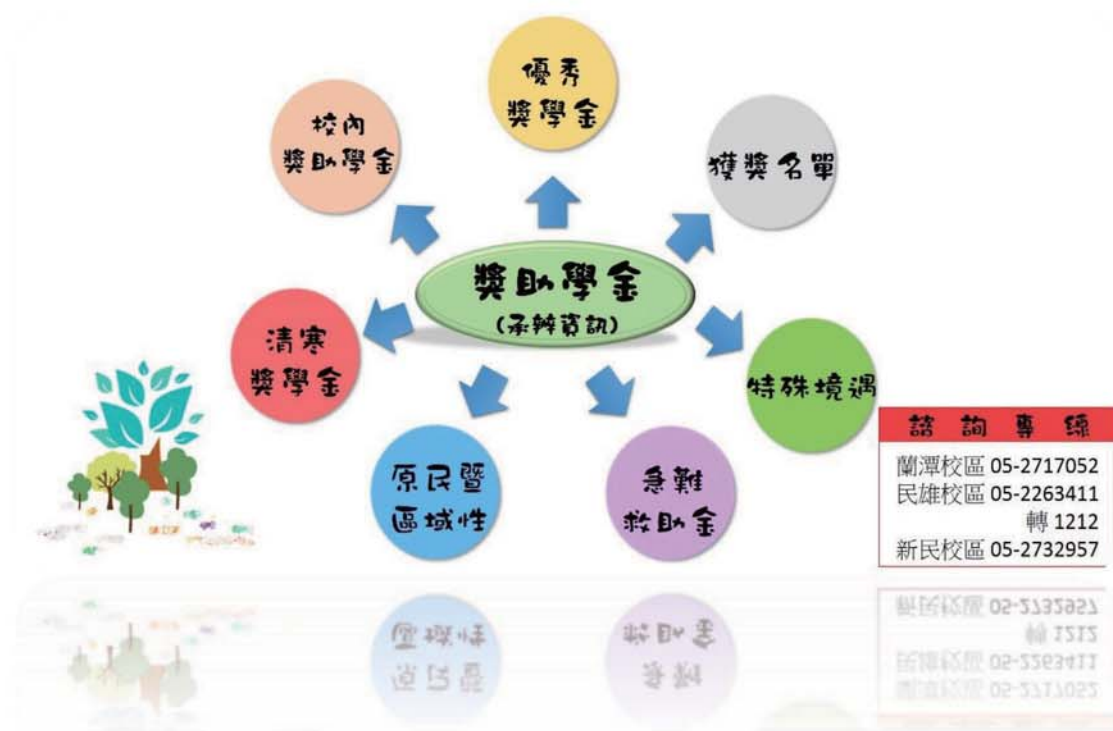 優秀
獎學金
校內
獎助學金
獲獎名單
獎助學金
(承辦資訊)
清寒
獎學金
特殊境遇
原民暨
區域性
急難
救助金
諮詢專線
蘭潭校區 05-2717052
民雄校區 05-2263411
轉 1212
新民校區 05-2732957